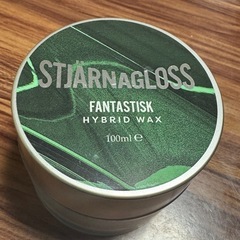 STJÄRNAGLOSS
FANTASTISK
HYBRID WAX
100ml ℮